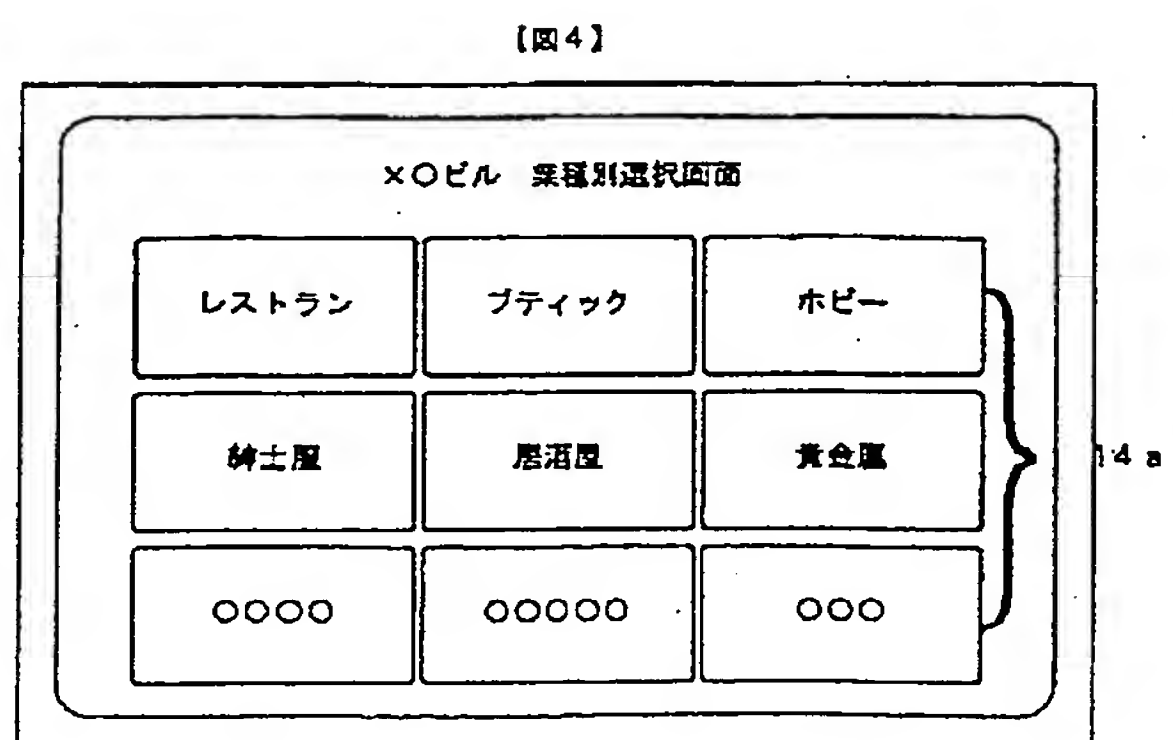 【図4】
×○ビル 業種別選択画面
レストラン ブティック ホビー
紳士服 居酒屋 貴金属 14a
○○○○ ○○○○○ ○○○